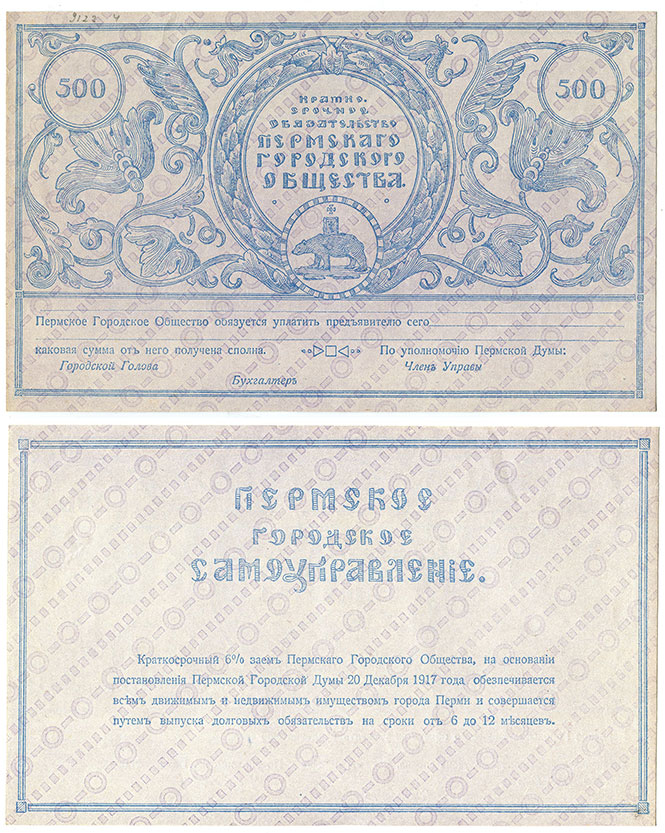 9122 4
500
500
КРАТКО-
СРОЧНОЕ
ОБЯЗАТЕЛЬСТВО
ПЕРМСКАГО
ГОРОДСКОГО
ОБЩЕСТВА.
Пермское Городское Общество обязуется уплатить предъявителю сего
каковая сумма отъ него получена сполна.
По уполномочію Пермской Думы:
Городской Голова
Членъ Управы
Бухгалтеръ
ПЕРМСКОЕ
ГОРОДСКОЕ
САМОУПРАВЛЕНІЕ.
Краткосрочный 6% заемъ Пермскаго Городского Общества, на основаніи
постановленія Пермской Городской Думы 20 Декабря 1917 года, обезпечивается
всѣмъ движимымъ и недвижимымъ имуществомъ города Перми и совершается
путемъ выпуска долговыхъ обязательствъ на сроки отъ 6 до 12 мѣсяцевъ.